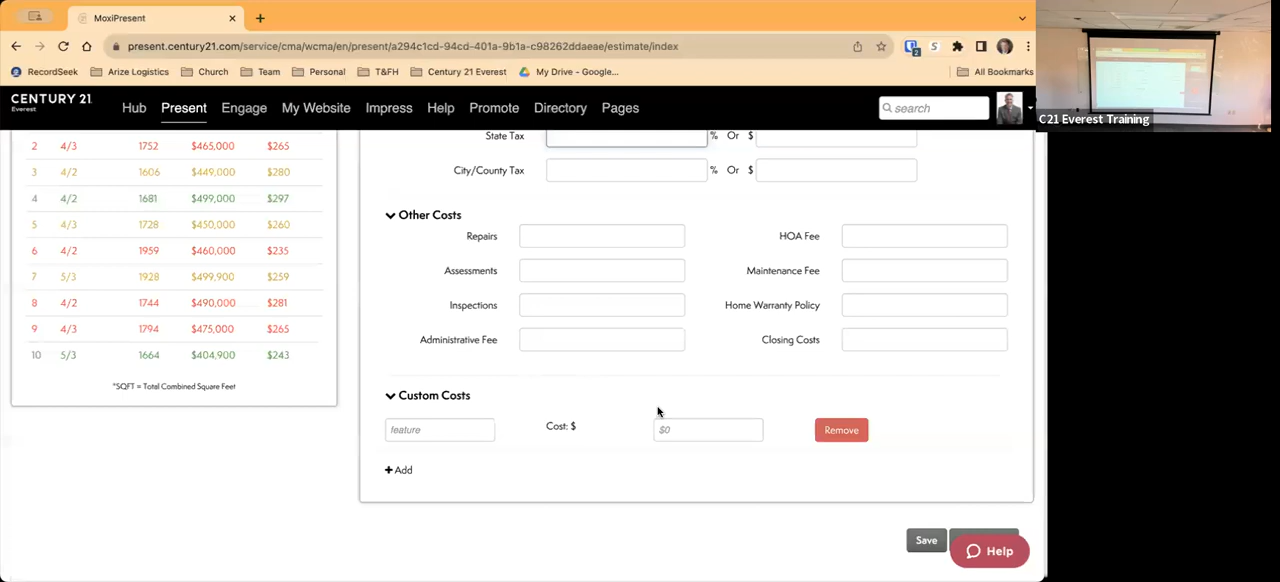 MoxiPresent
present.century21.com/service/cma/wcma/en/present/a294c1cd-94cd-401a-9b1a-c98262ddaeae/estimate/index
RecordSeek Arize Logistics Church Team Personal T&FH Century 21 Everest My Drive - Google... All Bookmarks
CENTURY 21.
Everest
Hub Present Engage My Website Impress Help Promote Directory Pages search
C21 Everest Training
2 4/3 1752 $465,000 $265
3 4/2 1606 $449,000 $280
4 4/2 1681 $499,000 $297
5 4/3 1728 $450,000 $260
6 4/2 1959 $460,000 $235
7 5/3 1928 $499,900 $259
8 4/2 1744 $490,000 $281
9 4/3 1794 $475,000 $265
10 5/3 1664 $404,900 $243
*SQFT = Total Combined Square Feet
State Tax % Or $
City/County Tax % Or $
Other Costs
Repairs HOA Fee
Assessments Maintenance Fee
Inspections Home Warranty Policy
Administrative Fee Closing Costs
Custom Costs
feature Cost: $ $0 Remove
+ Add
Save
Help